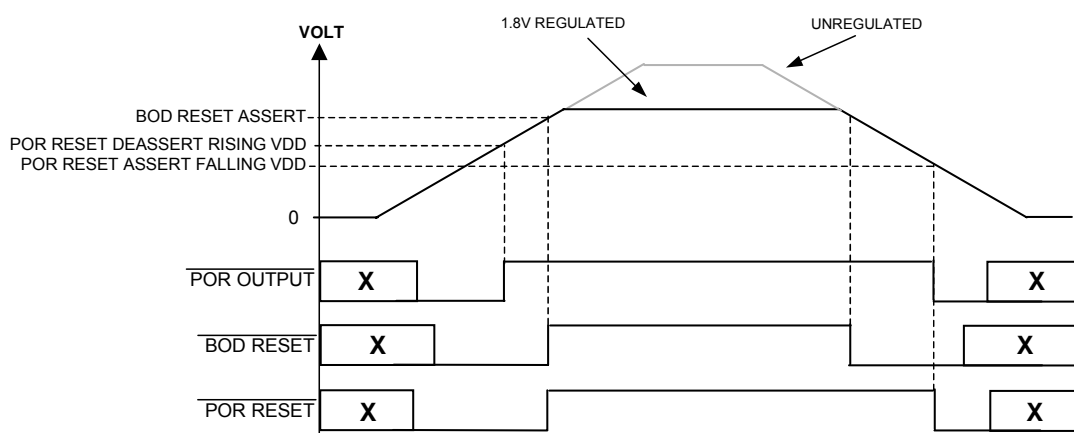 1.8V REGULATED
UNREGULATED
VOLT
BOD RESET ASSERT
POR RESET DEASSERT RISING VDD
POR RESET ASSERT FALLING VDD
0
POR OUTPUT
X
X
BOD RESET
X
X
POR RESET
X
X